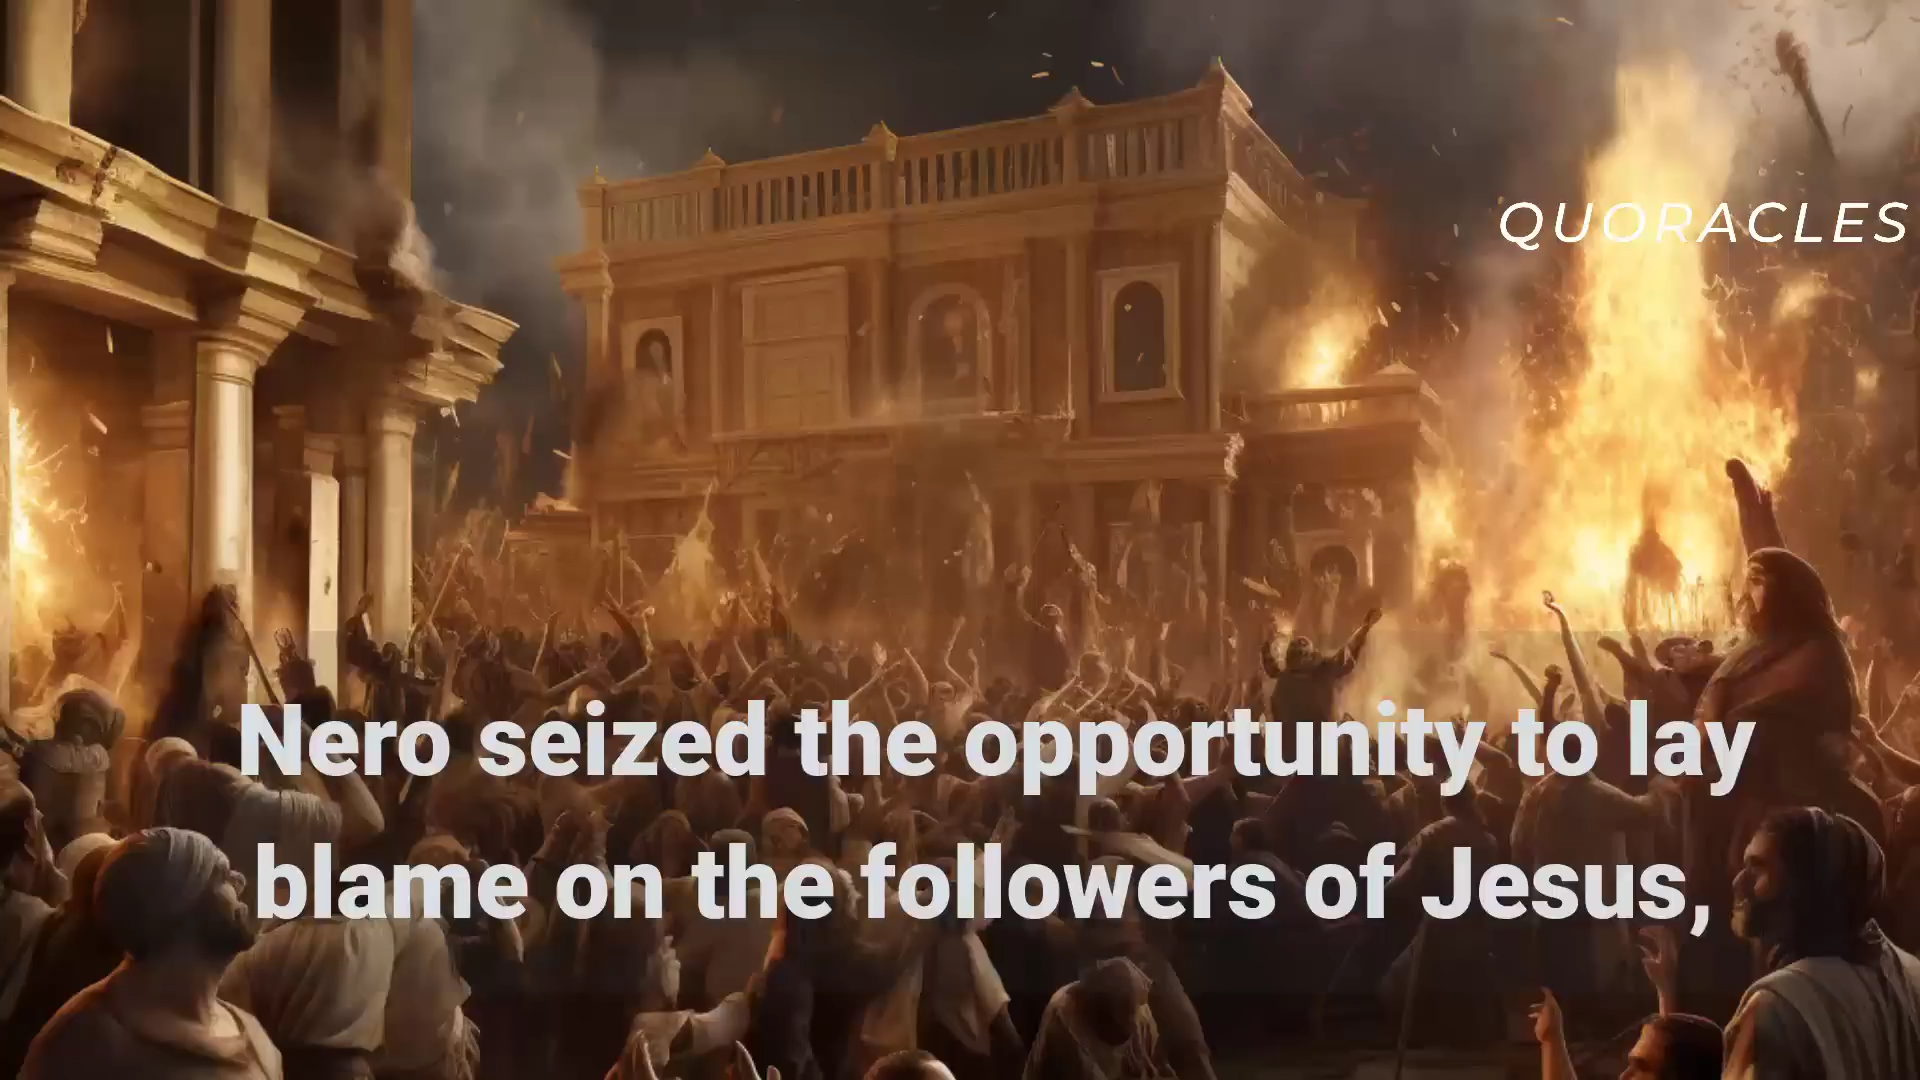 QUORACLES
Nero seized the opportunity to lay
blame on the followers of Jesus,